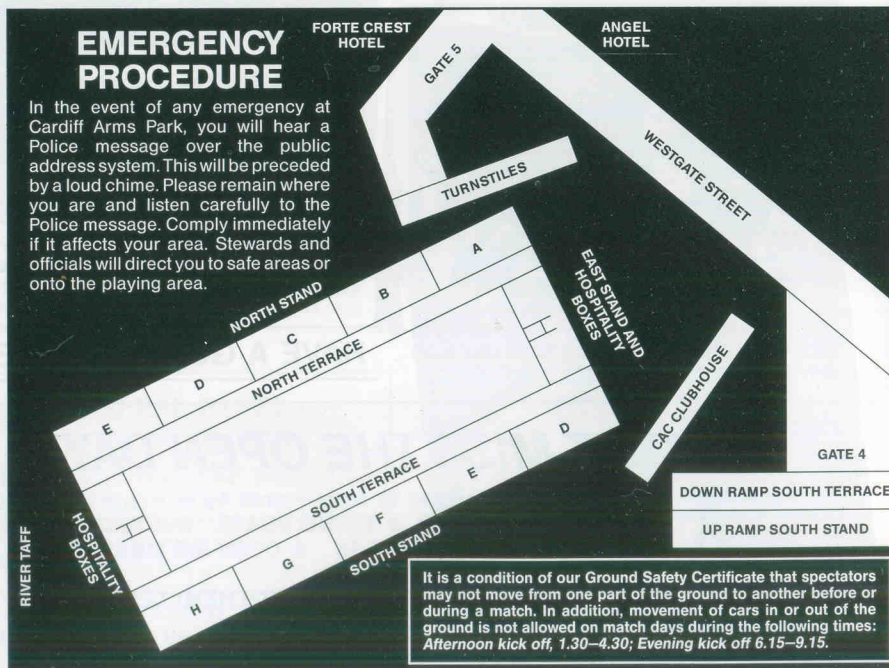 EMERGENCY
PROCEDURE
In the event of any emergency at
Cardiff Arms Park, you will hear a
Police message over the public
address system. This will be preceded
by a loud chime. Please remain where
you are and listen carefully to the
Police message. Comply immediately
if it affects your area. Stewards and
officials will direct you to safe areas or
onto the playing area.
FORTE CREST
HOTEL
ANGEL
HOTEL
GATE 5
WESTGATE STREET
TURNSTILES
NORTH STAND
A
B
C
D
E
NORTH TERRACE
EAST STAND AND
HOSPITALITY
BOXES
CAC CLUBHOUSE
GATE 4
DOWN RAMP SOUTH TERRACE
UP RAMP SOUTH STAND
SOUTH TERRACE
D
E
F
G
H
SOUTH STAND
HOSPITALITY
BOXES
RIVER TAFF
It is a condition of our Ground Safety Certificate that spectators
may not move from one part of the ground to another before or
during a match. In addition, movement of cars in or out of the
ground is not allowed on match days during the following times:
Afternoon kick off, 1.30–4.30; Evening kick off 6.15–9.15.